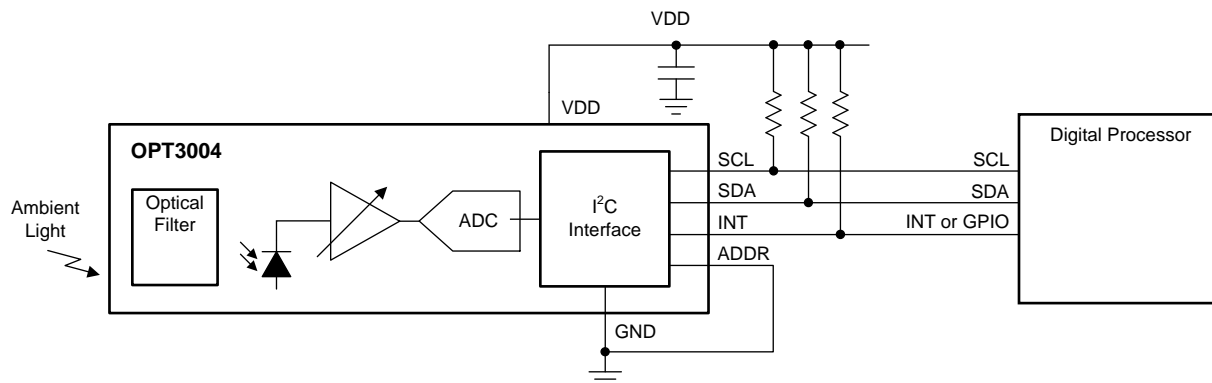 VDD
VDD
OPT3004
Digital Processor
Ambient
Light
Optical
Filter
ADC
I²C
Interface
SCL
SCL
SDA
SDA
INT
INT or GPIO
ADDR
GND